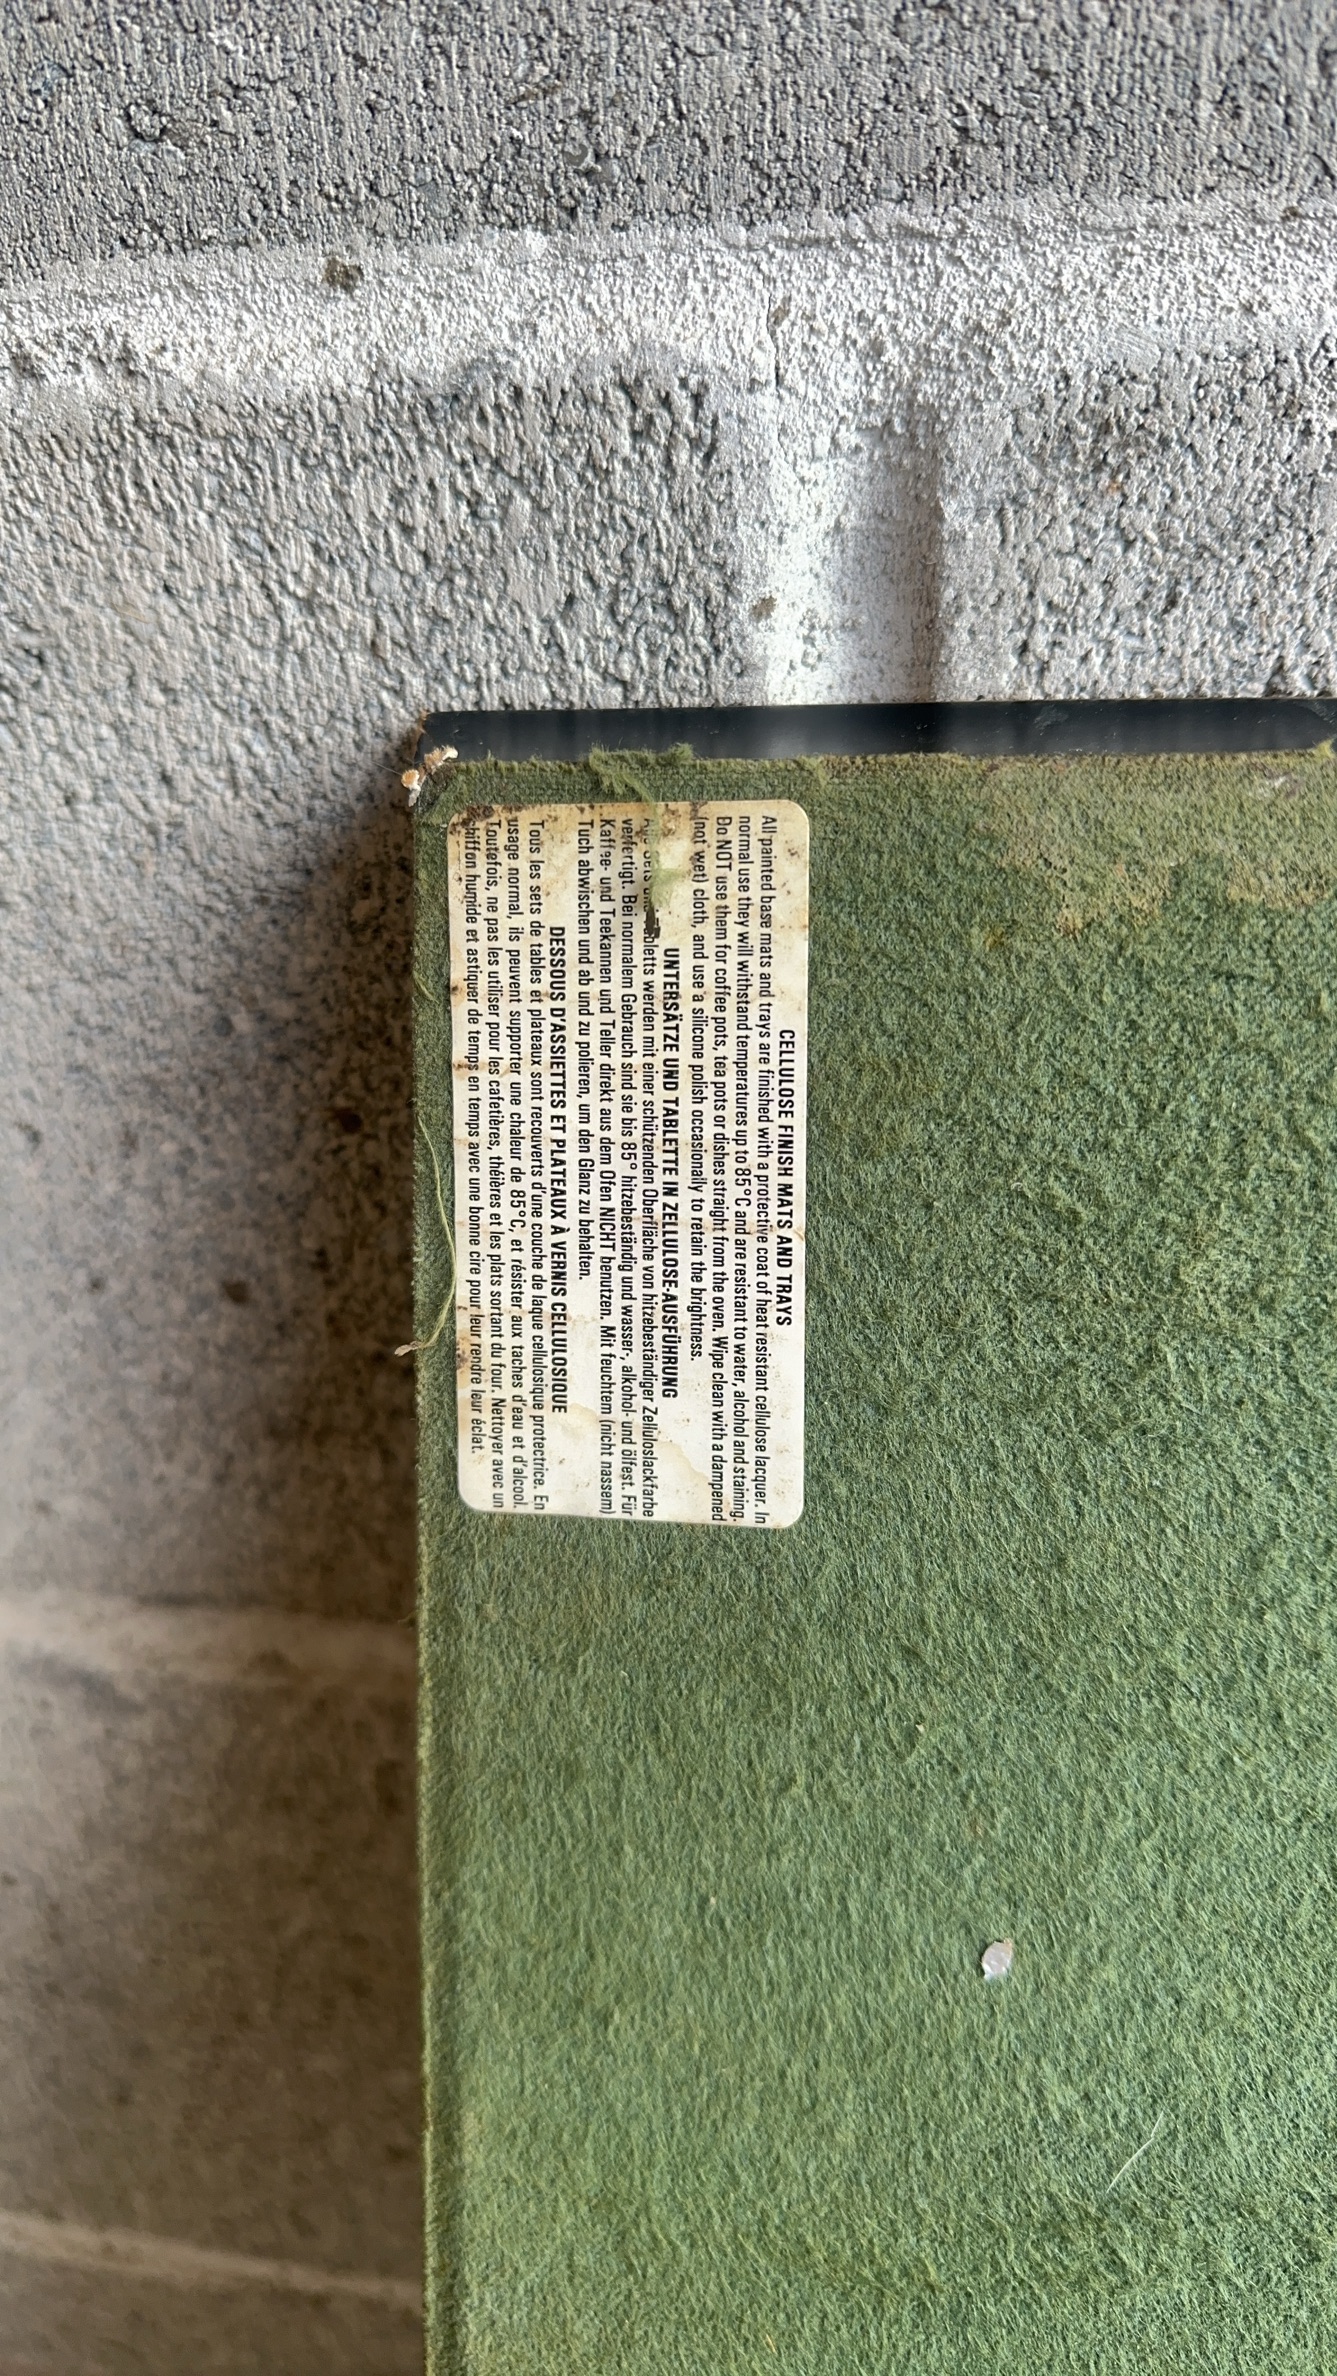 CELLULOSE FINISH MATS AND TRAYS
All painted base mats and trays are finished with a protective coat of heat resistant cellulose lacquer. In
normal use they will withstand temperatures up to 85°C and are resistant to water, alcohol and staining.
Do NOT use them for coffee pots, tea pots or dishes straight from the oven. Wipe clean with a dampened
(not wet) cloth, and use a silicone polish occasionally to retain the brightness.
UNTERSÄTZE UND TABLETTE IN ZELLULOSE-AUSFÜHRUNG
werden mit einer schützenden Oberfläche von hitzebeständiger Zelluloslackfarbe
verfertigt. Bei normalem Gebrauch sind sie bis 85° hitzebeständig und wasser-, alkohol- und ölfest. Für
Kaffee- und Teekannen und Teller direkt aus dem Ofen NICHT benutzen. Mit feuchtem (nicht nassem)
Tuch abwischen und ab und zu polieren, um den Glanz zu behalten.
DESSOUS D'ASSIETTES ET PLATEAUX À VERNIS CELLULOSIQUE
Tous les sets de tables et plateaux sont recouverts d'une couche de laque cellulosique protectrice. En
usage normal, ils peuvent supporter une chaleur de 85°C, et résister aux taches d'eau et d'alcool.
Toutefois, ne pas les utiliser pour les cafetières, théières et les plats sortant du four. Nettoyer avec un
chiffon humide et astiquer de temps en temps avec une bonne cire pour leur rendre leur éclat.